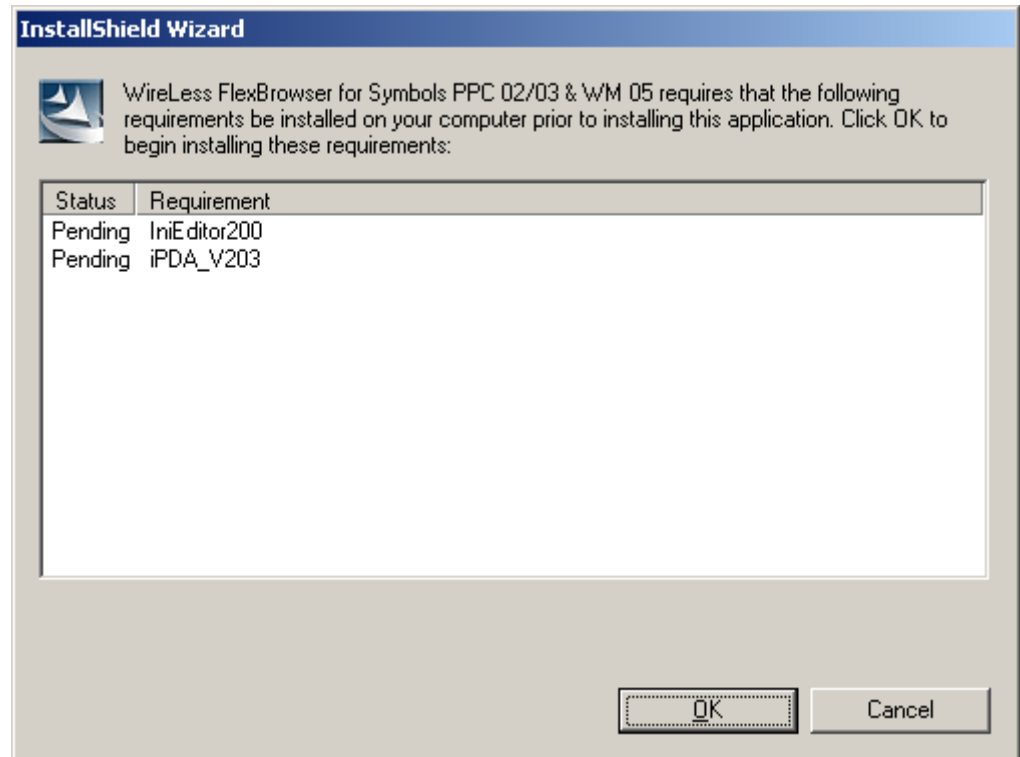 InstallShield Wizard
WireLess FlexBrowser for Symbols PPC 02/03 & WM 05 requires that the following
requirements be installed on your computer prior to installing this application. Click OK to
begin installing these requirements:
Status Requirement
Pending IniEditor200
Pending iPDA_V203
OK Cancel